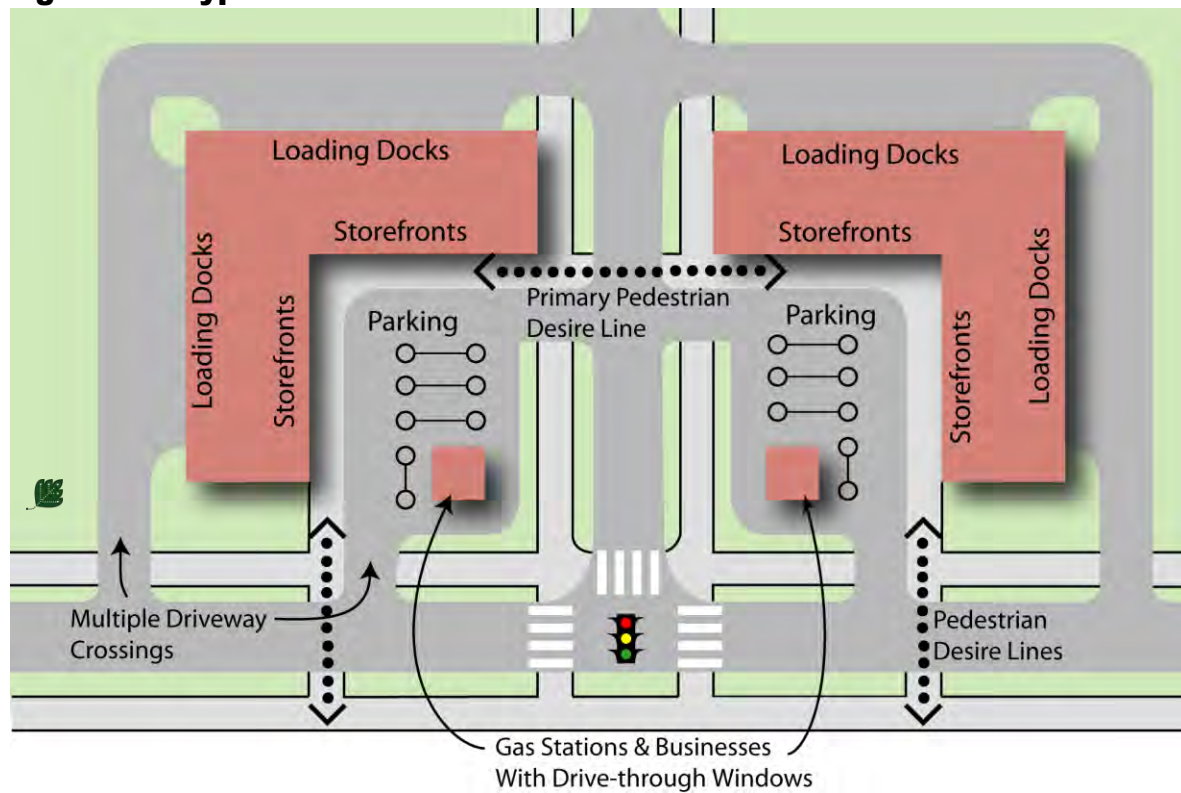 Loading Docks
Loading Docks
Storefronts
Storefronts
Loading Docks
Storefronts
Storefronts
Loading Docks
Primary Pedestrian
Desire Line
Parking
Parking
Multiple Driveway
Crossings
Pedestrian
Desire Lines
Gas Stations & Businesses
With Drive-through Windows